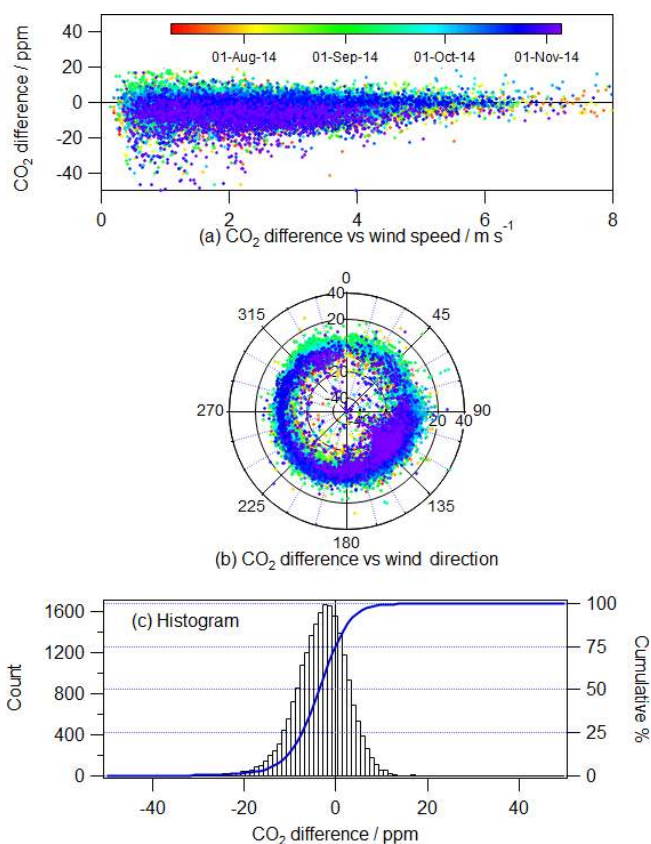 40
20
0
-20
-40
CO2 difference / ppm
01-Aug-14 01-Sep-14 01-Oct-14 01-Nov-14
0 2 4 6 8
(a) CO2 difference vs wind speed / m s-1
0
45
90
135
180
225
270
315
40
20
-20
-40
20 40
(b) CO2 difference vs wind direction
(c) Histogram
1600
1200
800
400
0
Count
100
75
50
25
0
Cumulative %
-40 -20 0 20 40
CO2 difference / ppm